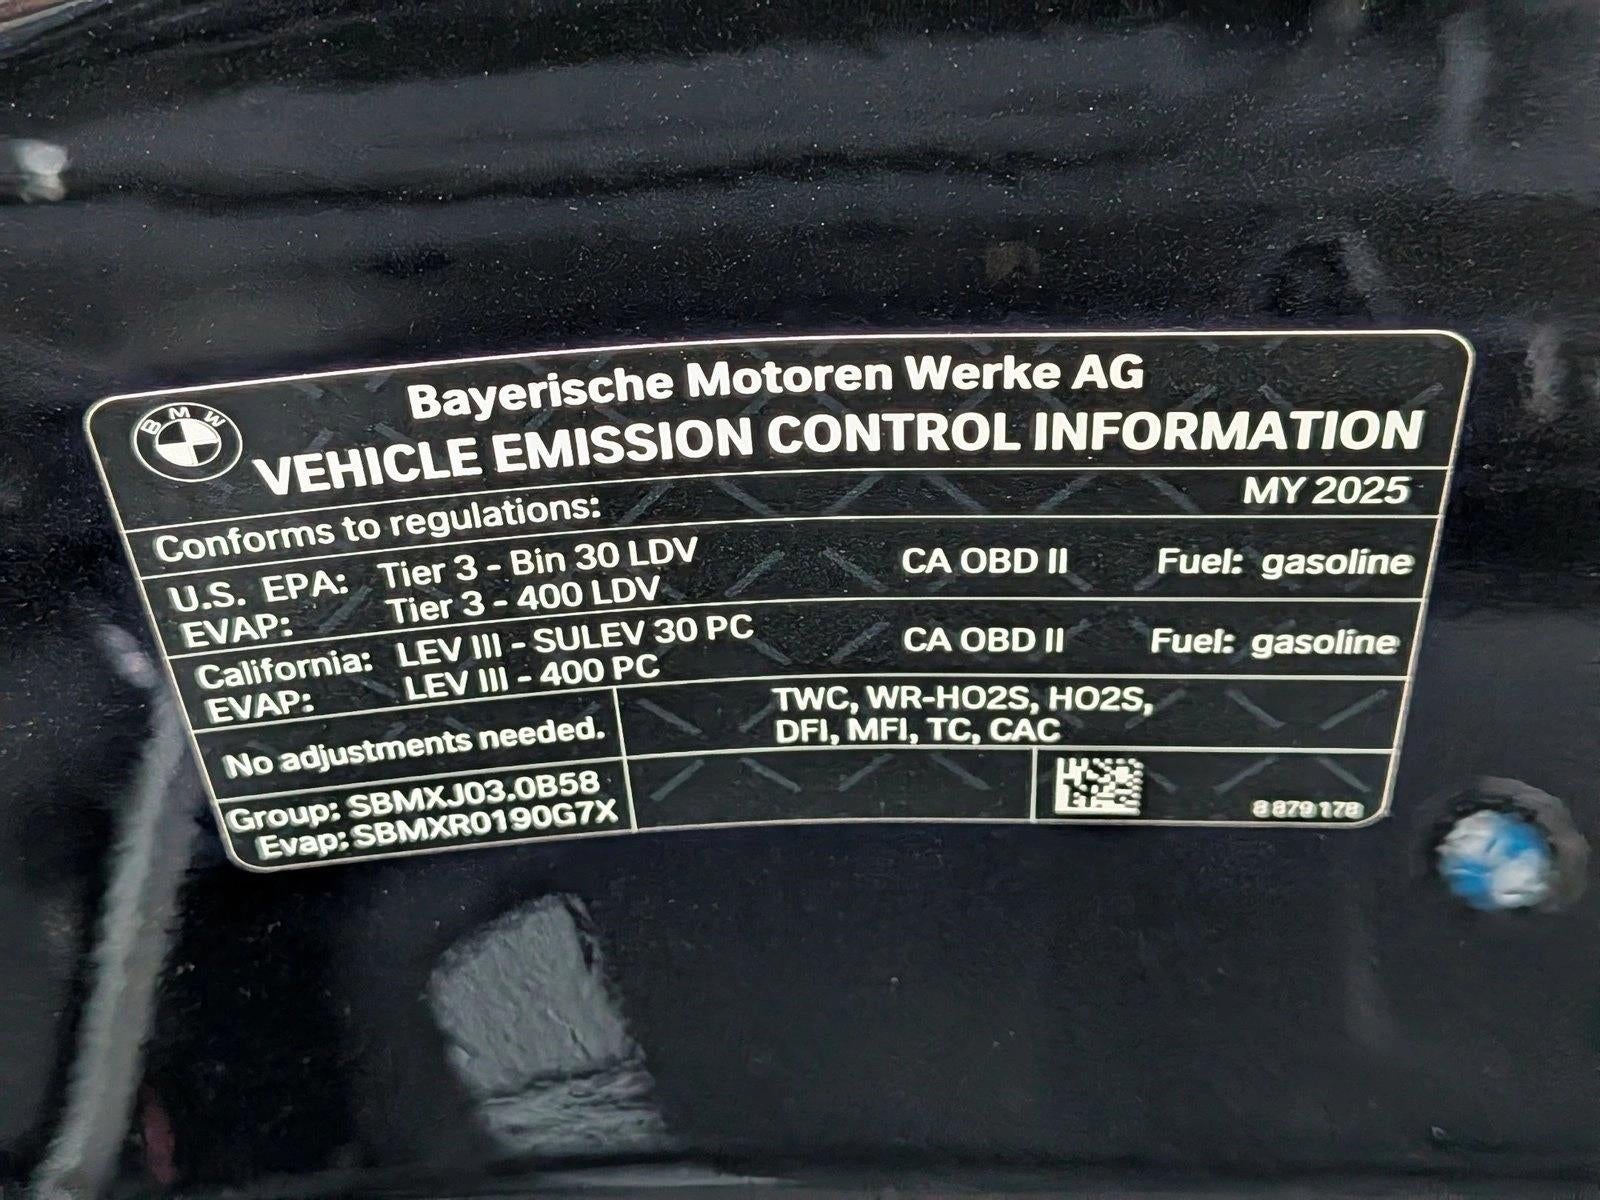 BMW
Bayerische Motoren Werke AG
VEHICLE EMISSION CONTROL INFORMATION
Conforms to regulations: MY 2025
U.S. EPA: Tier 3 - Bin 30 LDV CA OBD II Fuel: gasoline
EVAP: Tier 3 - 400 LDV
California: LEV III - SULEV 30 PC CA OBD II Fuel: gasoline
EVAP: LEV III - 400 PC
No adjustments needed. TWC, WR-HO2S, HO2S,
DFI, MFI, TC, CAC
Group: SBMXJ03.0B58
Evap: SBMXR0190G7X
8 879 178